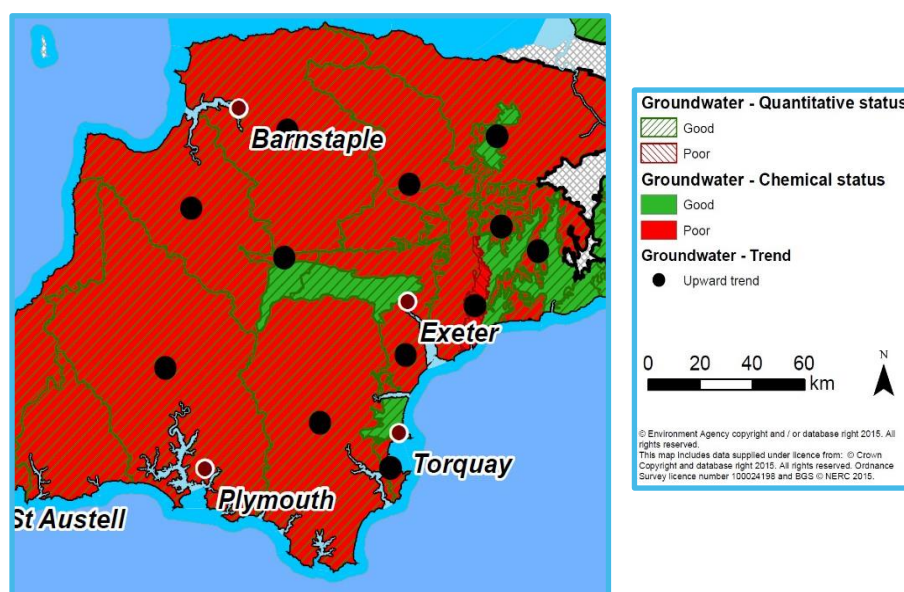 Barnstaple
Exeter
Torquay
Plymouth
St Austell
Groundwater - Quantitative status
Good
Poor
Groundwater - Chemical status
Good
Poor
Groundwater - Trend
Upward trend
0 20 40 60
km
N
© Environment Agency copyright and / or database right 2015. All
rights reserved.
This map includes data supplied under licence from: © Crown
Copyright and database right 2015. All rights reserved. Ordnance
Survey licence number 100024198 and BGS © NERC 2015.